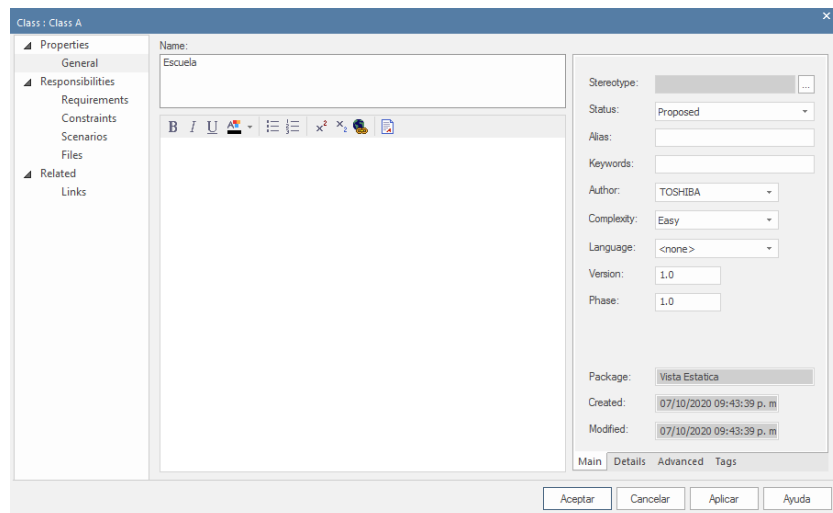 Class : Class A
Properties
General
Responsibilities
Requirements
Constraints
Scenarios
Files
Related
Links
Name:
Escuela
B I U A x² ×₂
Stereotype: ...
Status: Proposed
Alias:
Keywords:
Author: TOSHIBA
Complexity: Easy
Language: <none>
Version: 1.0
Phase: 1.0
Package: Vista Estatica
Created: 07/10/2020 09:43:39 p. m
Modified: 07/10/2020 09:43:39 p. m
Main Details Advanced Tags
Aceptar Cancelar Aplicar Ayuda